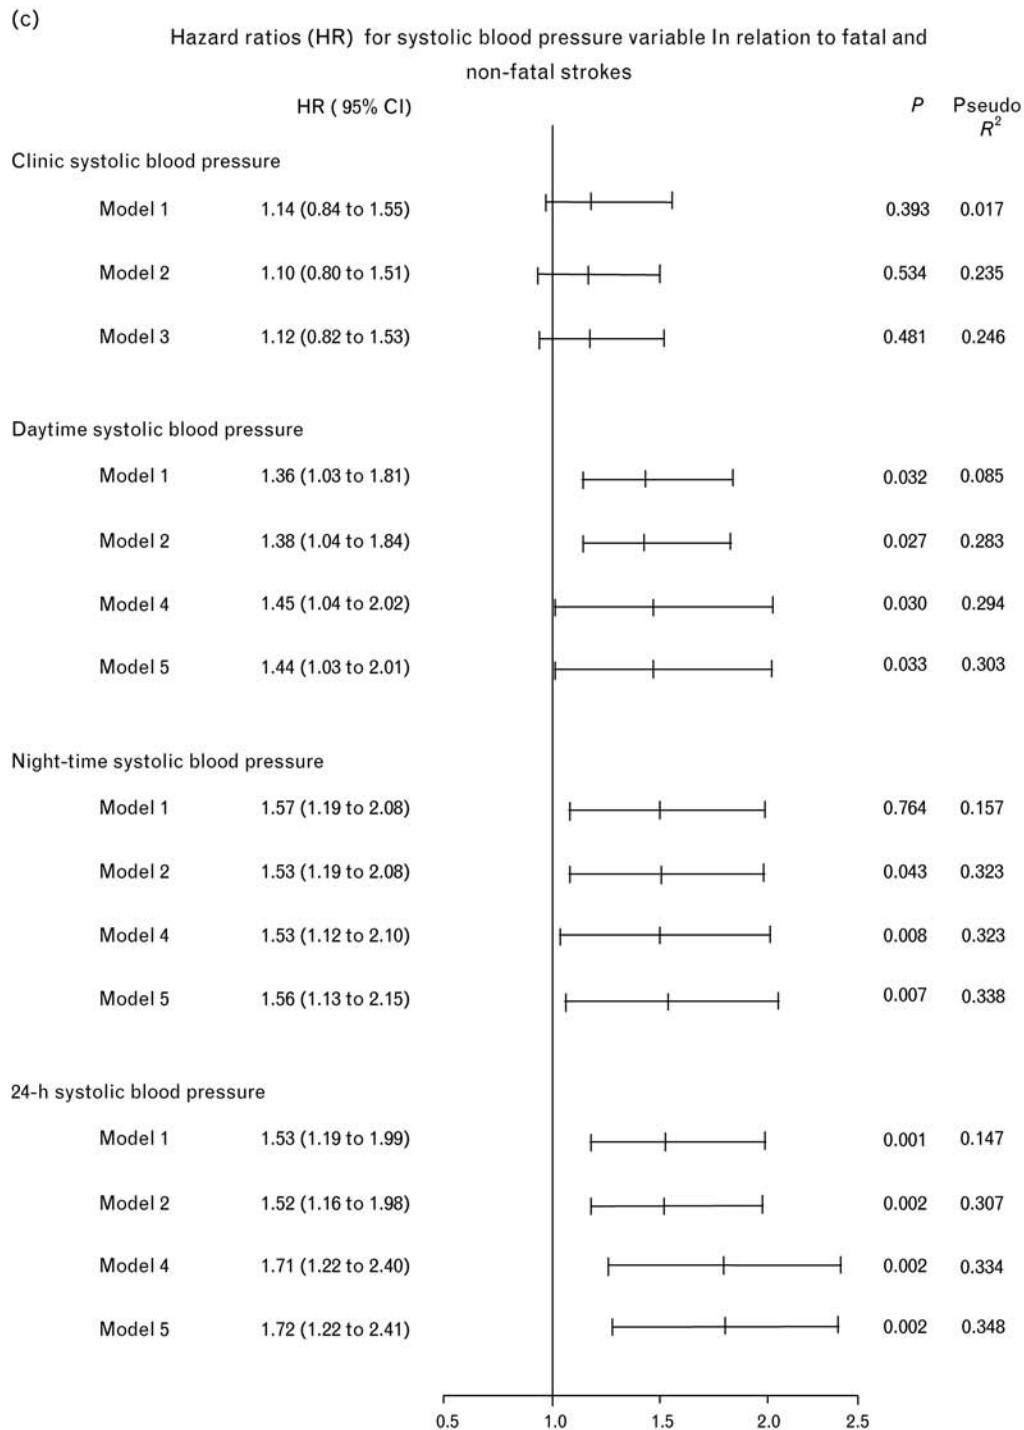 (c)
Hazard ratios (HR) for systolic blood pressure variable In relation to fatal and
non-fatal strokes
HR ( 95% CI) P Pseudo
R²
Clinic systolic blood pressure
Model 1 1.14 (0.84 to 1.55) 0.393 0.017
Model 2 1.10 (0.80 to 1.51) 0.534 0.235
Model 3 1.12 (0.82 to 1.53) 0.481 0.246
Daytime systolic blood pressure
Model 1 1.36 (1.03 to 1.81) 0.032 0.085
Model 2 1.38 (1.04 to 1.84) 0.027 0.283
Model 4 1.45 (1.04 to 2.02) 0.030 0.294
Model 5 1.44 (1.03 to 2.01) 0.033 0.303
Night-time systolic blood pressure
Model 1 1.57 (1.19 to 2.08) 0.764 0.157
Model 2 1.53 (1.19 to 2.08) 0.043 0.323
Model 4 1.53 (1.12 to 2.10) 0.008 0.323
Model 5 1.56 (1.13 to 2.15) 0.007 0.338
24-h systolic blood pressure
Model 1 1.53 (1.19 to 1.99) 0.001 0.147
Model 2 1.52 (1.16 to 1.98) 0.002 0.307
Model 4 1.71 (1.22 to 2.40) 0.002 0.334
Model 5 1.72 (1.22 to 2.41) 0.002 0.348
0.5 1.0 1.5 2.0 2.5